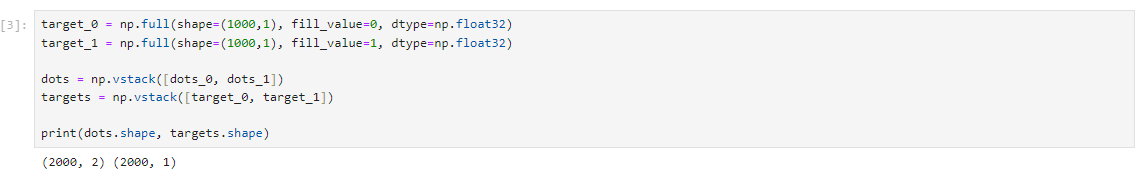 [3]:
target_0 = np.full(shape=(1000,1), fill_value=0, dtype=np.float32)
target_1 = np.full(shape=(1000,1), fill_value=1, dtype=np.float32)
dots = np.vstack([dots_0, dots_1])
targets = np.vstack([target_0, target_1])
print(dots.shape, targets.shape)
(2000, 2) (2000, 1)